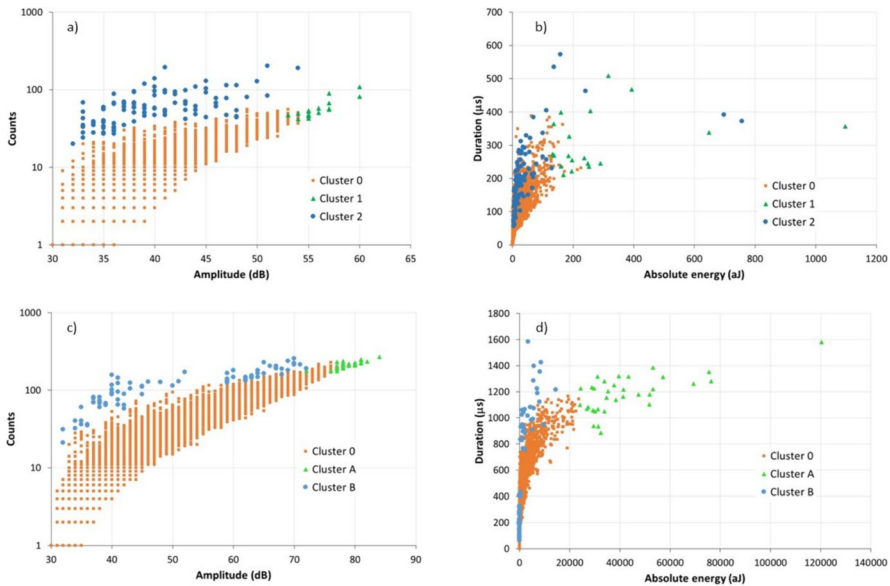 a)
1000
100
10
1
Counts
30 35 40 45 50 55 60 65
Amplitude (dB)
Cluster 0
Cluster 1
Cluster 2
b)
700
600
500
400
300
200
100
0
Duration (µs)
0 200 400 600 800 1000 1200
Absolute energy (aJ)
Cluster 0
Cluster 1
Cluster 2
c)
1000
100
10
1
Counts
30 40 50 60 70 80 90
Amplitude (dB)
Cluster 0
Cluster A
Cluster B
d)
1800
1600
1400
1200
1000
800
600
400
200
0
Duration (µs)
0 20000 40000 60000 80000 100000 120000 140000
Absolute energy (aJ)
Cluster 0
Cluster A
Cluster B